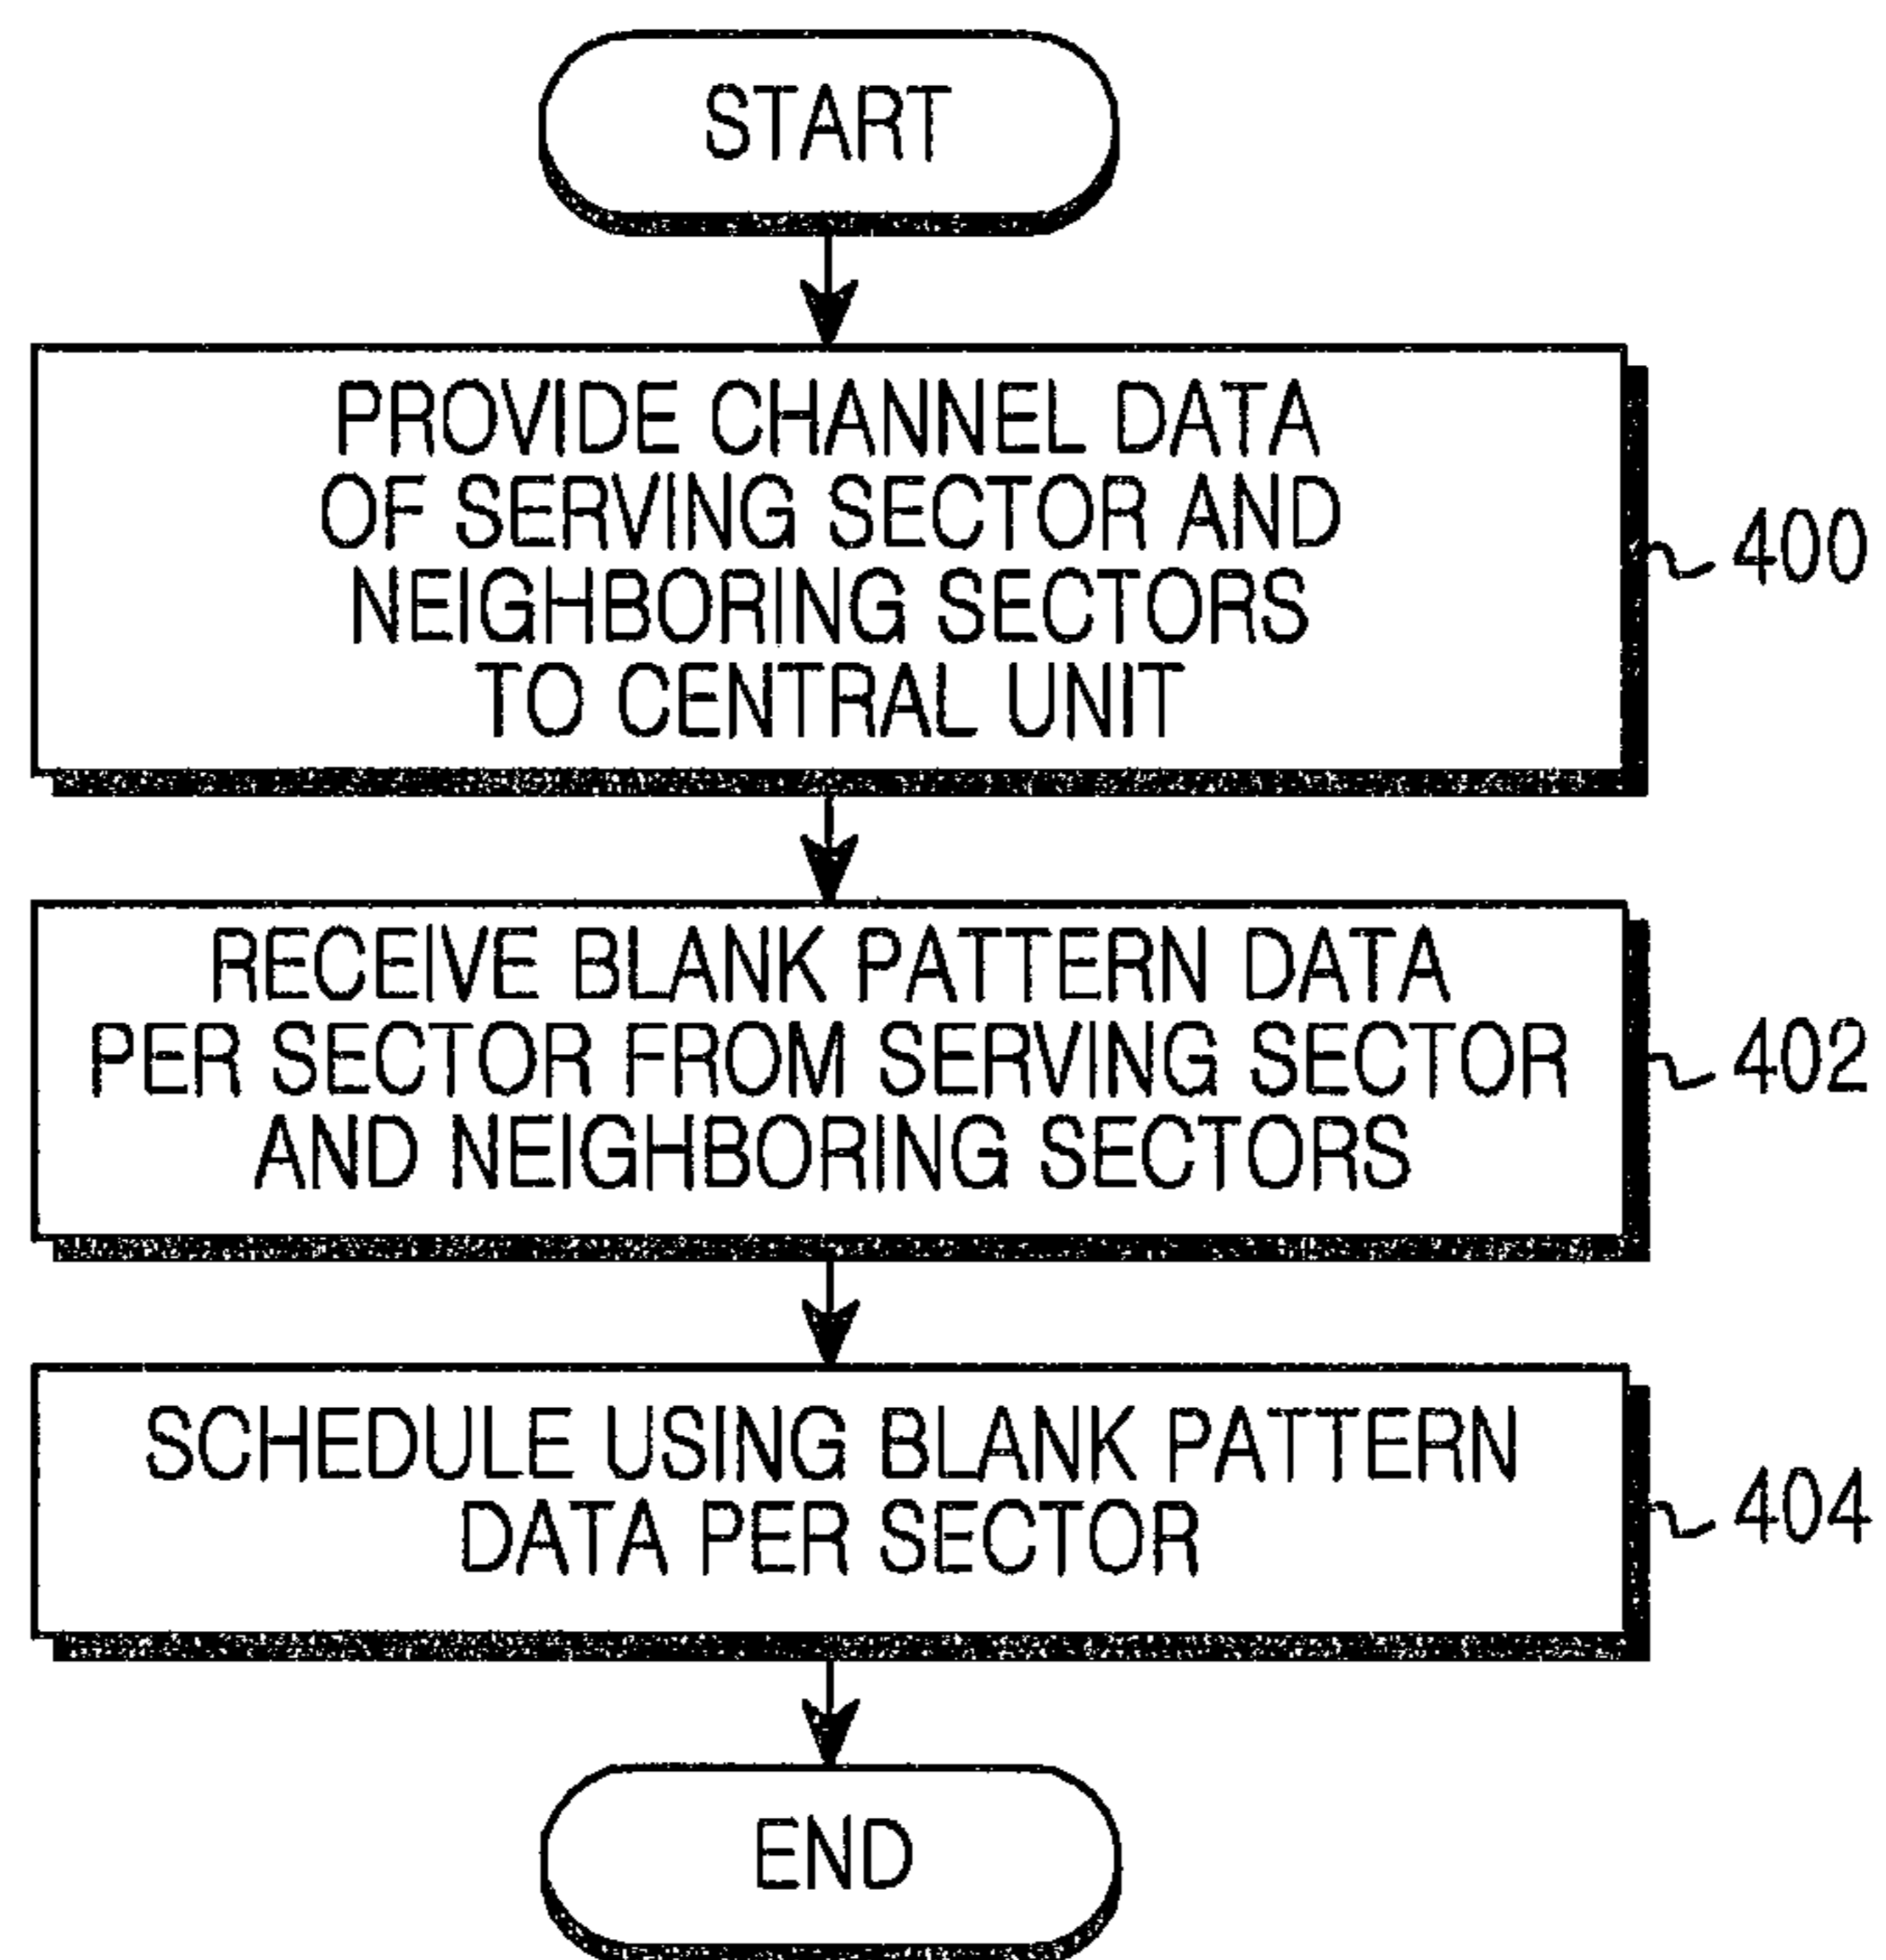 START
PROVIDE CHANNEL DATA
OF SERVING SECTOR AND
NEIGHBORING SECTORS
TO CENTRAL UNIT
400
RECEIVE BLANK PATTERN DATA
PER SECTOR FROM SERVING SECTOR
AND NEIGHBORING SECTORS
402
SCHEDULE USING BLANK PATTERN
DATA PER SECTOR
404
END